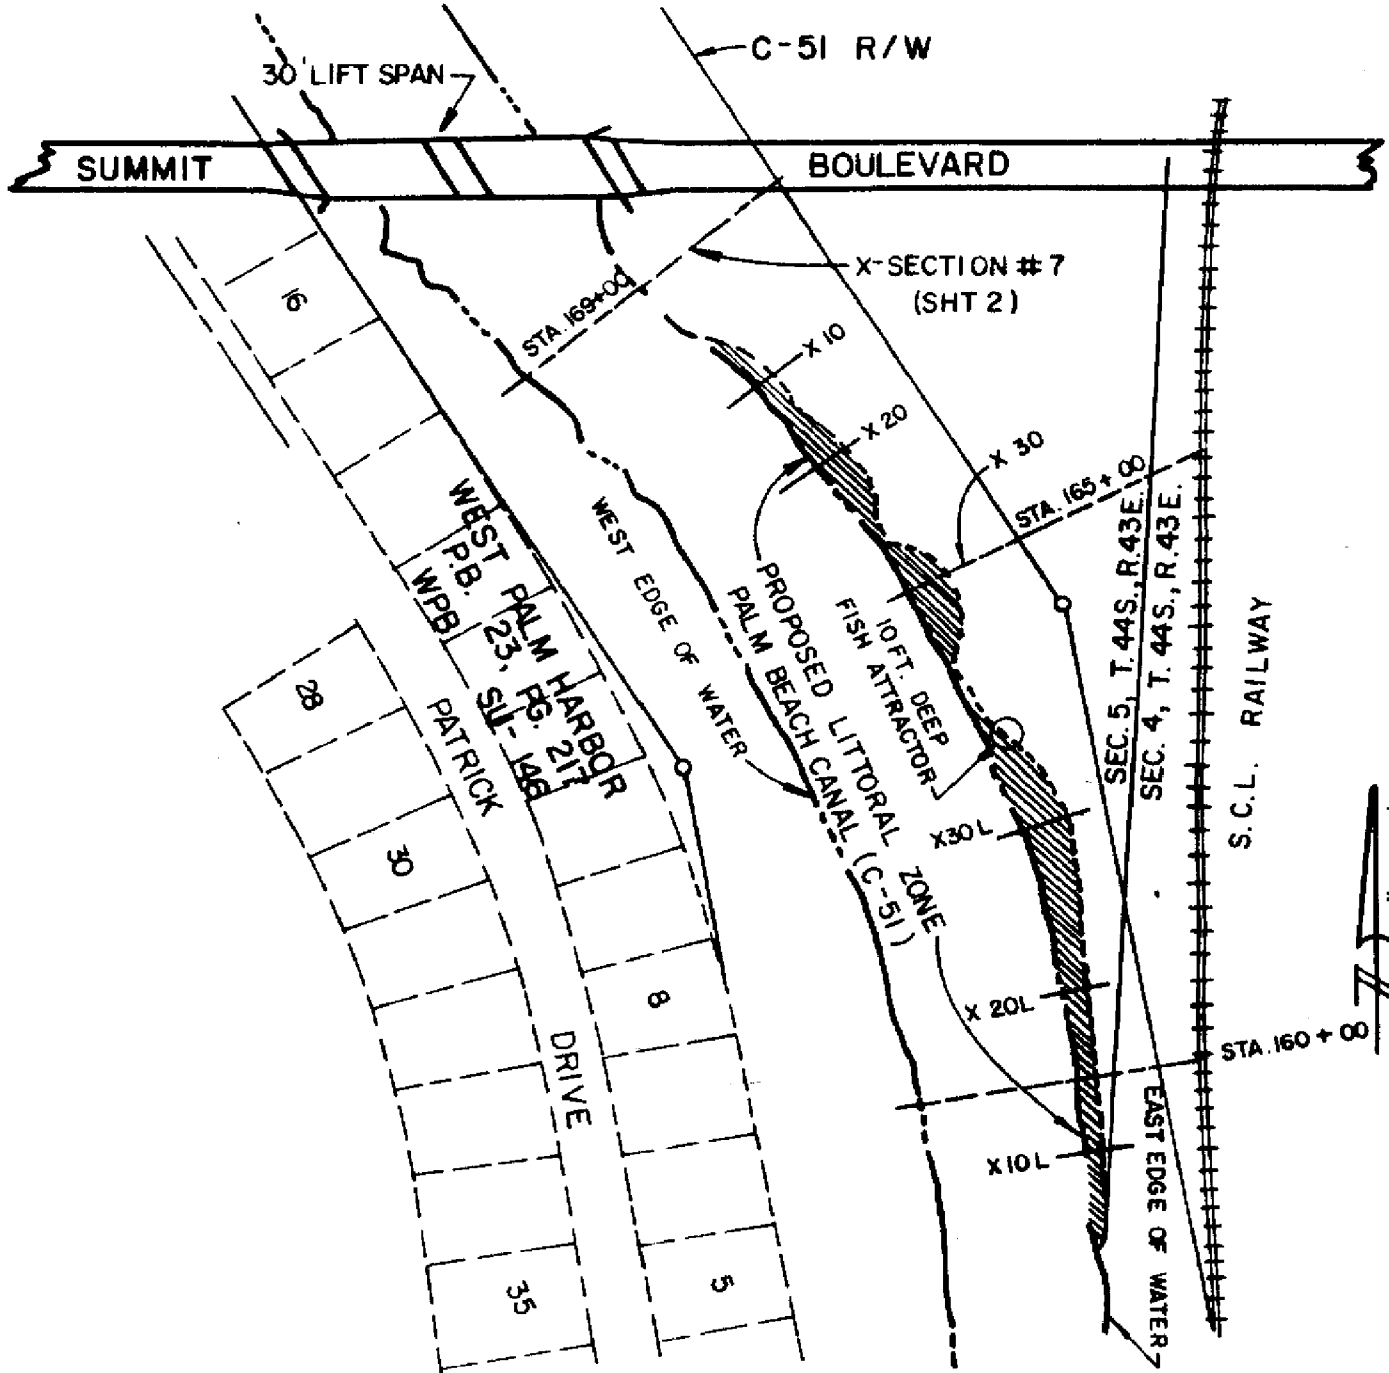 C-51 R/W
30' LIFT SPAN
SUMMIT BOULEVARD
X-SECTION # 7
(SHT 2)
STA. 169+00
16
X 10
X 20
X 30
STA. 165+00
WEST PALM HARBOR
P.B. 23, PG. 217
WPB SU-146
WEST EDGE OF WATER
PROPOSED LITTORAL ZONE
PALM BEACH CANAL (C-51)
10 FT. DEEP
FISH ATTRACTOR
SEC. 5, T. 44S., R. 43E.
SEC. 4, T. 44S., R. 43E.
S.C.L. RAILWAY
28
PATRICK DRIVE
30
X30L
8
X 20L
STA. 160+00
X10L
EAST EDGE OF WATER
35
5